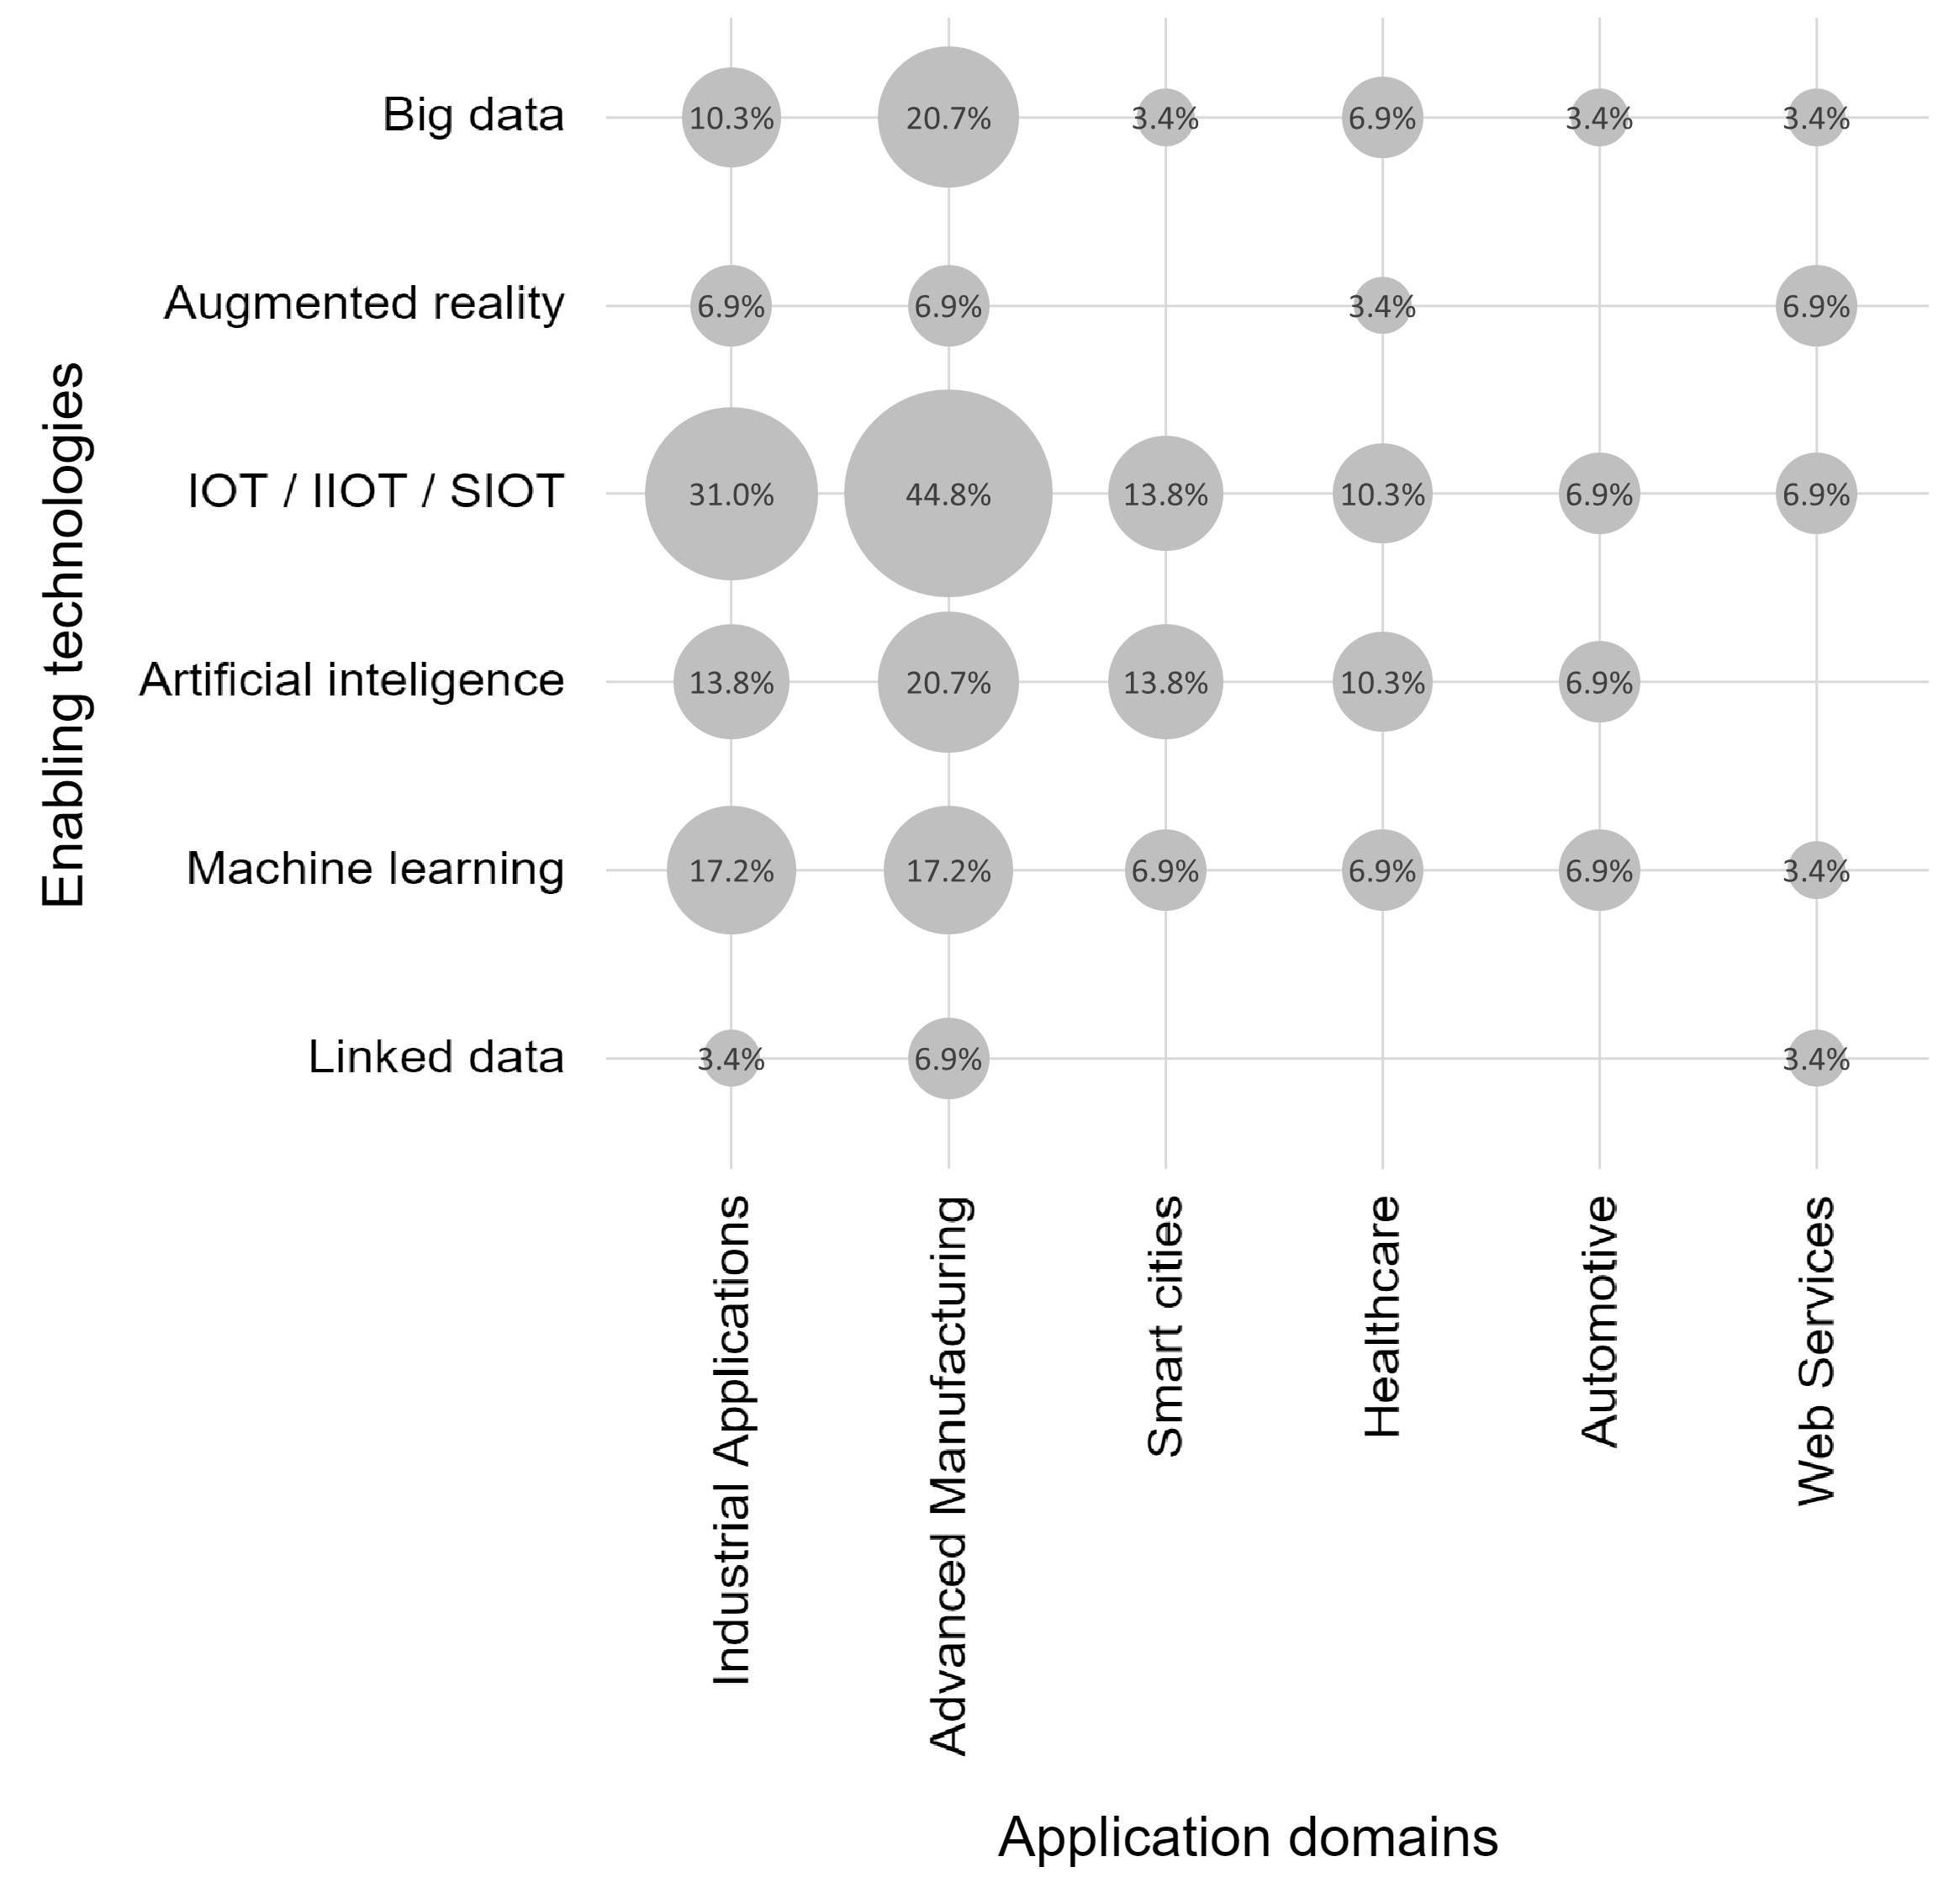 Enabling technologies
Big data
10.3%
20.7%
3.4%
6.9%
3.4%
3.4%
Augmented reality
6.9%
6.9%
3.4%
6.9%
IOT / IIOT / SIOT
31.0%
44.8%
13.8%
10.3%
6.9%
6.9%
Artificial inteligence
13.8%
20.7%
13.8%
10.3%
6.9%
Machine learning
17.2%
17.2%
6.9%
6.9%
6.9%
3.4%
Linked data
3.4%
6.9%
3.4%
Industrial Applications
Advanced Manufacturing
Smart cities
Healthcare
Automotive
Web Services
Application domains